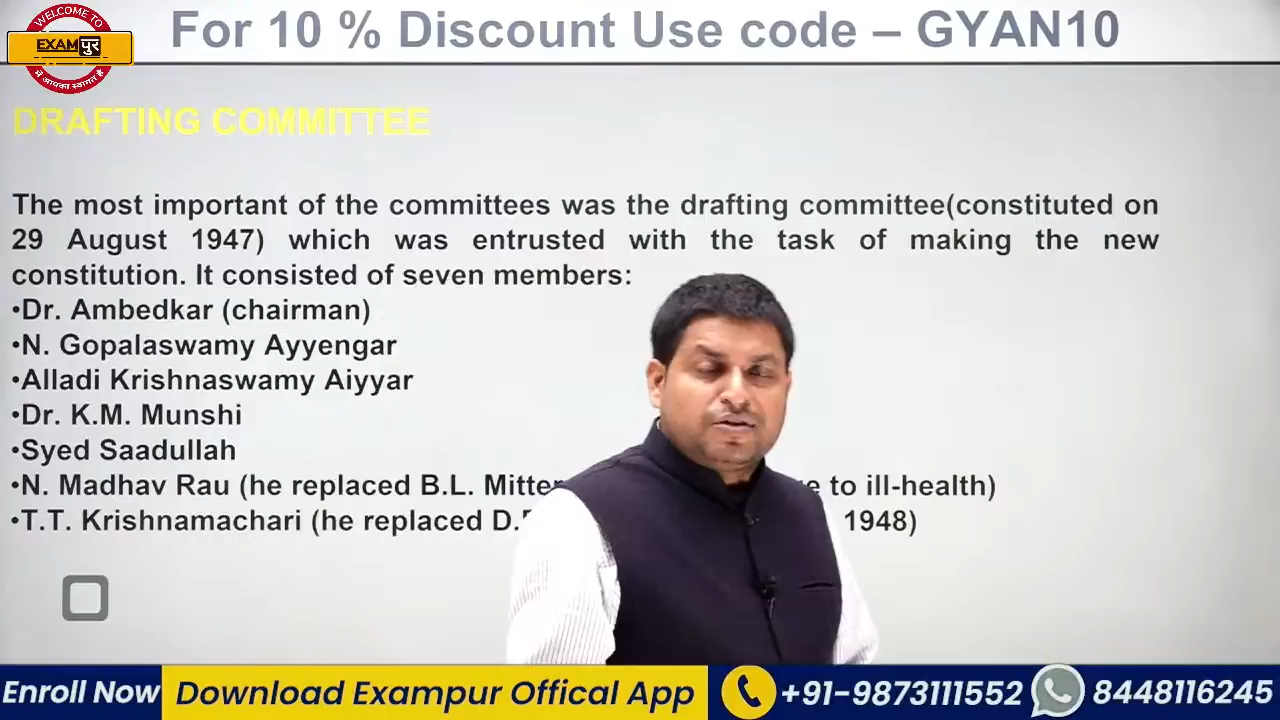 WELCOME TO
EXAMपुर
में आपका स्वागत है
For 10 % Discount Use code – GYAN10
DRAFTING COMMITTEE
The most important of the committees was the drafting committee(constituted on
29 August 1947) which was entrusted with the task of making the new
constitution. It consisted of seven members:
•Dr. Ambedkar (chairman)
•N. Gopalaswamy Ayyengar
•Alladi Krishnaswamy Aiyyar
•Dr. K.M. Munshi
•Syed Saadullah
•N. Madhav Rau (he replaced B.L. Mitter to ill-health)
•T.T. Krishnamachari (he replaced 1948)
Enroll Now Download Exampur Offical App +91-9873111552 8448116245